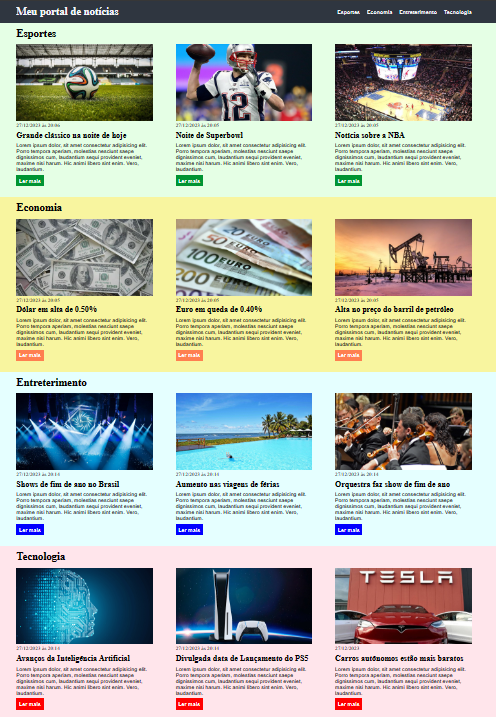 Meu portal de notícias
Esportes Economia Entreterimento Tecnologia
Esportes
27/12/2023 às 20:06
Grande clássico na noite de hoje
Lorem ipsum dolor, sit amet consectetur adipisicing elit.
Porro tempora aperiam, molestias nesciunt saepe
dignissimos cum, laudantium sequi provident eveniet,
maxime nisi harum. Hic animi libero sint enim. Vero,
laudantium.
Ler mais
27/12/2023 às 20:05
Noite de Superbowl
Lorem ipsum dolor, sit amet consectetur adipisicing elit.
Porro tempora aperiam, molestias nesciunt saepe
dignissimos cum, laudantium sequi provident eveniet,
maxime nisi harum. Hic animi libero sint enim. Vero,
laudantium.
Ler mais
27/12/2023 às 20:05
Notícia sobre a NBA
Lorem ipsum dolor, sit amet consectetur adipisicing elit.
Porro tempora aperiam, molestias nesciunt saepe
dignissimos cum, laudantium sequi provident eveniet,
maxime nisi harum. Hic animi libero sint enim. Vero,
laudantium.
Ler mais
Economia
27/12/2023 às 20:05
Dólar em alta de 0.50%
Lorem ipsum dolor, sit amet consectetur adipisicing elit.
Porro tempora aperiam, molestias nesciunt saepe
dignissimos cum, laudantium sequi provident eveniet,
maxime nisi harum. Hic animi libero sint enim. Vero,
laudantium.
Ler mais
20 EURO
50 EURO
100 EURO
200 EURO
27/12/2023 às 20:05
Euro em queda de 0.40%
Lorem ipsum dolor, sit amet consectetur adipisicing elit.
Porro tempora aperiam, molestias nesciunt saepe
dignissimos cum, laudantium sequi provident eveniet,
maxime nisi harum. Hic animi libero sint enim. Vero,
laudantium.
Ler mais
27/12/2023 às 20:05
Alta no preço do barril de petróleo
Lorem ipsum dolor, sit amet consectetur adipisicing elit.
Porro tempora aperiam, molestias nesciunt saepe
dignissimos cum, laudantium sequi provident eveniet,
maxime nisi harum. Hic animi libero sint enim. Vero,
laudantium.
Ler mais
Entreterimento
27/12/2023 às 20:14
Shows de fim de ano no Brasil
Lorem ipsum dolor, sit amet consectetur adipisicing elit.
Porro tempora aperiam, molestias nesciunt saepe
dignissimos cum, laudantium sequi provident eveniet,
maxime nisi harum. Hic animi libero sint enim. Vero,
laudantium.
Ler mais
27/12/2023 às 20:14
Aumento nas viagens de férias
Lorem ipsum dolor, sit amet consectetur adipisicing elit.
Porro tempora aperiam, molestias nesciunt saepe
dignissimos cum, laudantium sequi provident eveniet,
maxime nisi harum. Hic animi libero sint enim. Vero,
laudantium.
Ler mais
27/12/2023 às 20:14
Orquestra faz show de fim de ano
Lorem ipsum dolor, sit amet consectetur adipisicing elit.
Porro tempora aperiam, molestias nesciunt saepe
dignissimos cum, laudantium sequi provident eveniet,
maxime nisi harum. Hic animi libero sint enim. Vero,
laudantium.
Ler mais
Tecnologia
27/12/2023 às 20:14
Avanços da Inteligência Artificial
Lorem ipsum dolor, sit amet consectetur adipisicing elit.
Porro tempora aperiam, molestias nesciunt saepe
dignissimos cum, laudantium sequi provident eveniet,
maxime nisi harum. Hic animi libero sint enim. Vero,
laudantium.
Ler mais
27/12/2023 às 20:14
Divulgada data de Lançamento do PS5
Lorem ipsum dolor, sit amet consectetur adipisicing elit.
Porro tempora aperiam, molestias nesciunt saepe
dignissimos cum, laudantium sequi provident eveniet,
maxime nisi harum. Hic animi libero sint enim. Vero,
laudantium.
Ler mais
TESLA
27/12/2023
Carros autônomos estão mais baratos
Lorem ipsum dolor, sit amet consectetur adipisicing elit.
Porro tempora aperiam, molestias nesciunt saepe
dignissimos cum, laudantium sequi provident eveniet,
maxime nisi harum. Hic animi libero sint enim. Vero,
laudantium.
Ler mais